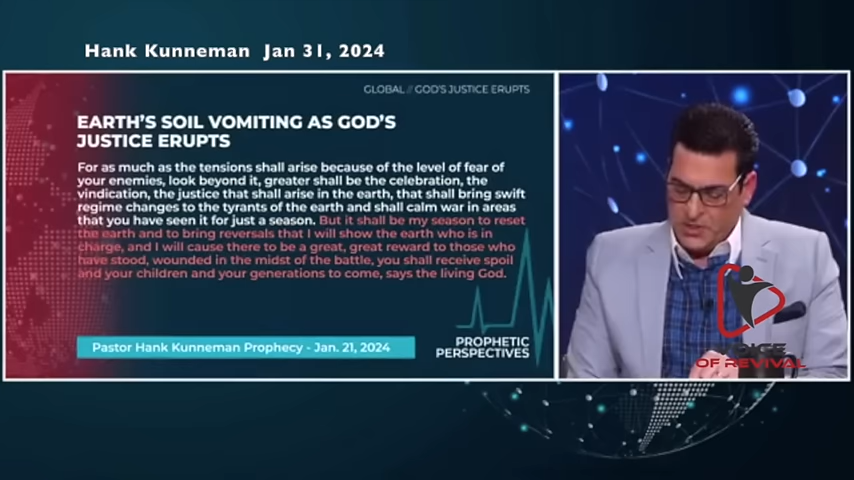 Hank Kunneman Jan 31, 2024
GLOBAL // GOD'S JUSTICE ERUPTS
EARTH'S SOIL VOMITING AS GOD'S
JUSTICE ERUPTS
For as much as the tensions shall arise because of the level of fear of
your enemies, look beyond it, greater shall be the celebration, the
vindication, the justice that shall arise in the earth, that shall bring swift
regime changes to the tyrants of the earth and shall calm war in areas
that you have seen it for just a season. But it shall be my season to reset
the earth and to bring reversals that I will show the earth who is in
charge, and I will cause there to be a great, great reward to those who
have stood, wounded in the midst of the battle, you shall receive spoil
and your children and your generations to come, says the living God.
Pastor Hank Kunneman Prophecy - Jan. 21, 2024
PROPHETIC
PERSPECTIVES
OF REVIVAL